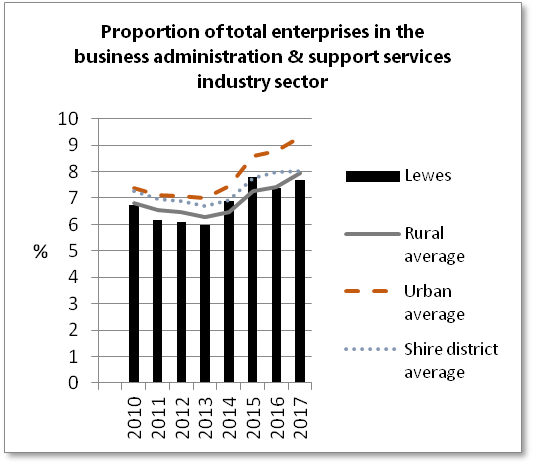 Proportion of total enterprises in the
business administration & support services
industry sector
10
9
8
7
6
5
4
3
2
1
0
%
2010
2011
2012
2013
2014
2015
2016
2017
Lewes
Rural
average
Urban
average
Shire district
average